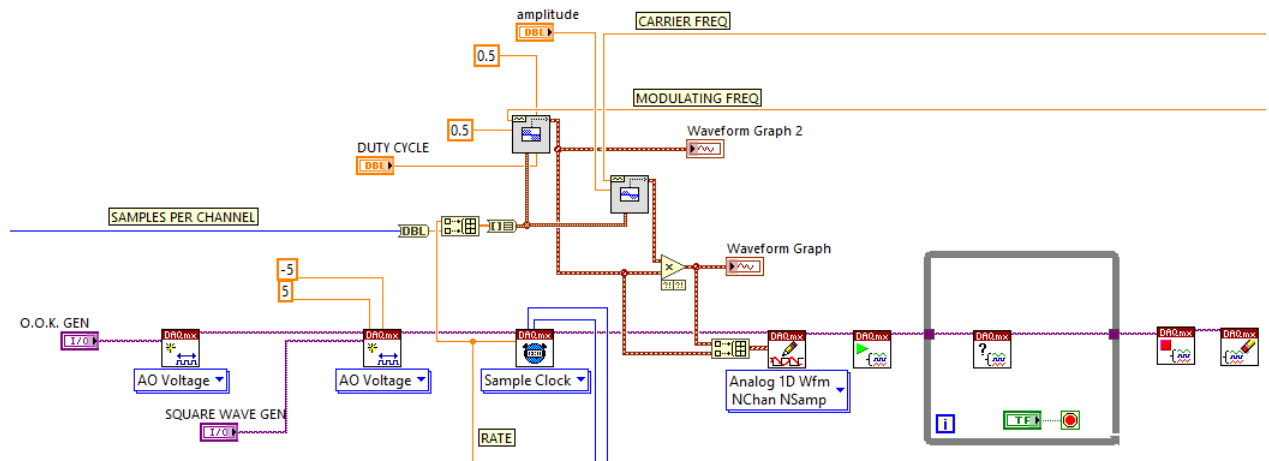 amplitude
DBL
CARRIER FREQ
0.5
MODULATING FREQ
0.5
Waveform Graph 2
DUTY CYCLE
DBL
SAMPLES PER CHANNEL
DBL
Waveform Graph
-5
5
O.O.K. GEN
I/O
DAQmx
DAQmx
DAQmx
DAQmx
DAQmx
DAQmx
DAQmx
DAQmx
AO Voltage
AO Voltage
Sample Clock
Analog 1D Wfm
NChan NSamp
SQUARE WAVE GEN
I/O
RATE
i
TF